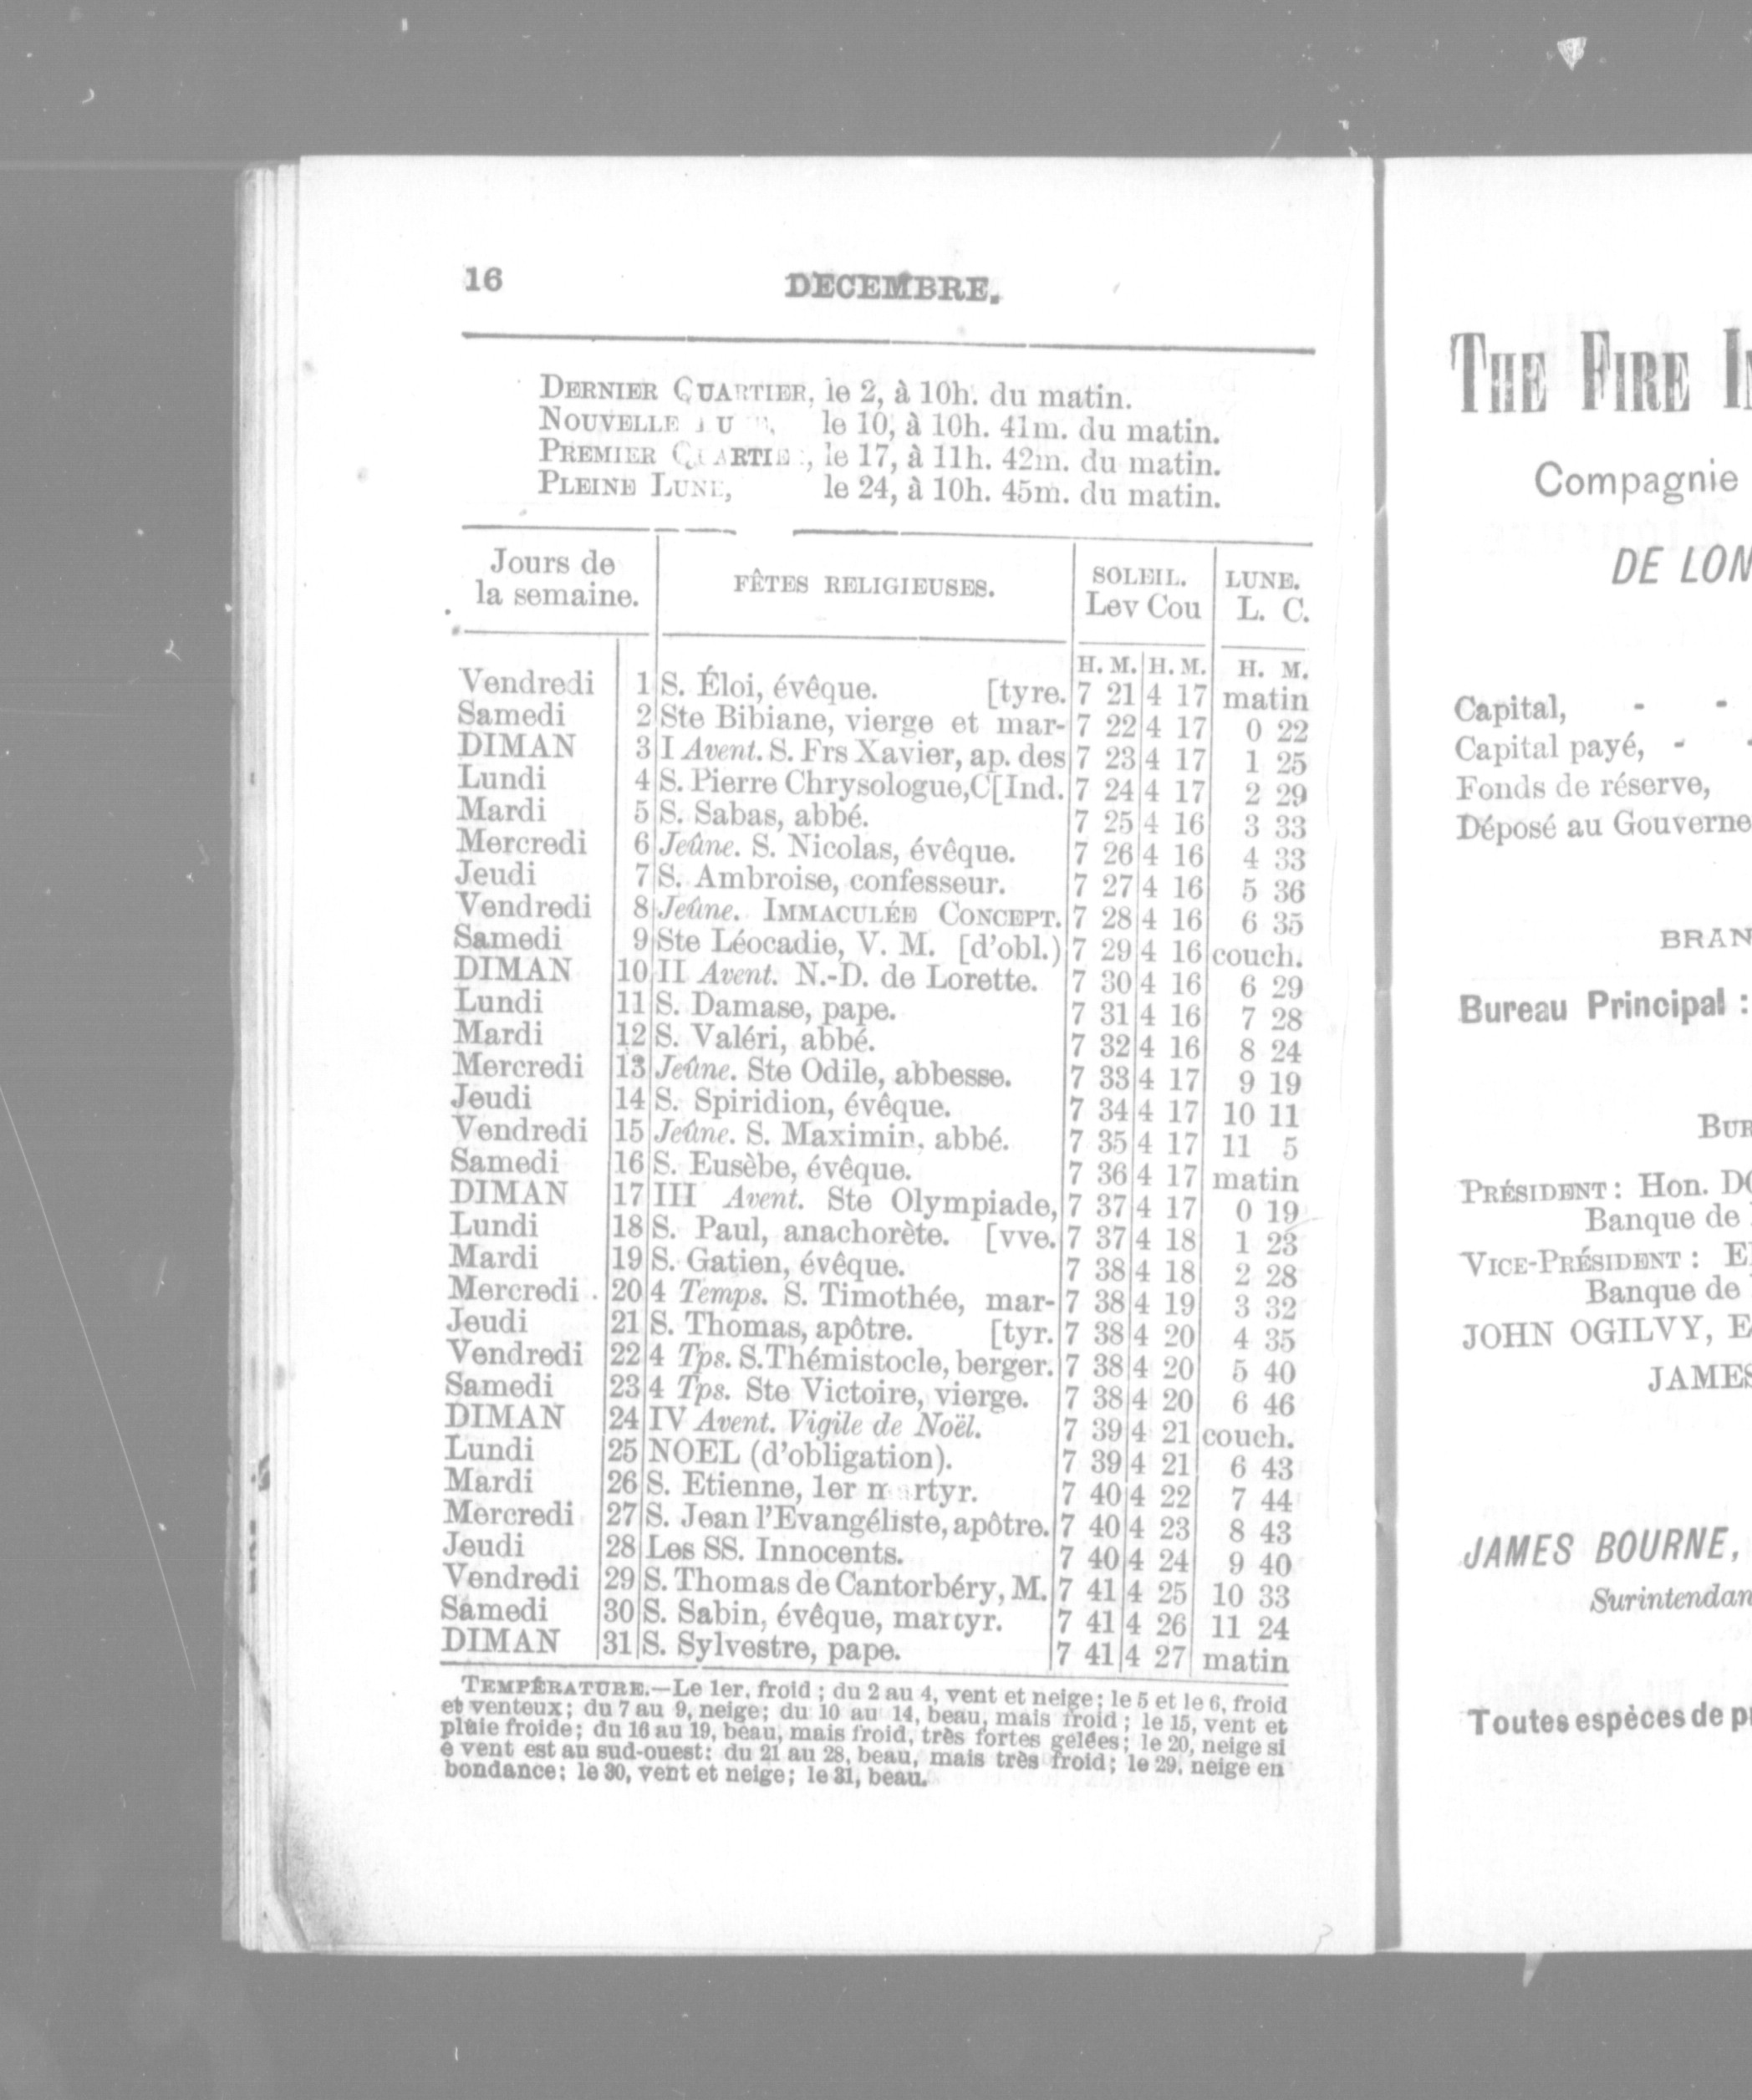 16 DECEMBRE.
DERNIER QUARTIER, le 2, à 10h. du matin.
NOUVELLE le 10, à 10h. 41m. du matin.
PREMIER le 17, à 11h. 42m. du matin.
PLEINE LUNE, le 24, à 10h. 45m. du matin.
Jours de la semaine. FÊTES RELIGIEUSES. SOLEIL. Lev Cou LUNE. L. C.
H. M. H. M. H. M.
Vendredi 1 S. Éloi, évêque. [tyre. 7 21 4 17 matin
Samedi 2 Ste Bibiane, vierge et mar- 7 22 4 17 0 22
DIMAN 3 I Avent. S. Frs Xavier, ap. des 7 23 4 17 1 25
Lundi 4 S. Pierre Chrysologue,C[Ind. 7 24 4 17 2 29
Mardi 5 S. Sabas, abbé. 7 25 4 16 3 33
Mercredi 6 Jeûne. S. Nicolas, évêque. 7 26 4 16 4 33
Jeudi 7 S. Ambroise, confesseur. 7 27 4 16 5 36
Vendredi 8 Jeûne. IMMACULÉE CONCEPT. 7 28 4 16 6 35
Samedi 9 Ste Léocadie, V. M. [d'obl.) 7 29 4 16 couch.
DIMAN 10 II Avent. N.-D. de Lorette. 7 30 4 16 6 29
Lundi 11 S. Damase, pape. 7 31 4 16 7 28
Mardi 12 S. Valéri, abbé. 7 32 4 16 8 24
Mercredi 13 Jeûne. Ste Odile, abbesse. 7 33 4 17 9 19
Jeudi 14 S. Spiridion, évêque. 7 34 4 17 10 11
Vendredi 15 Jeûne. S. Maximin, abbé. 7 35 4 17 11 5
Samedi 16 S. Eusèbe, évêque. 7 36 4 17 matin
DIMAN 17 III Avent. Ste Olympiade, 7 37 4 17 0 19
Lundi 18 S. Paul, anachorète. [vve. 7 37 4 18 1 23
Mardi 19 S. Gatien, évêque. 7 38 4 18 2 28
Mercredi 20 4 Temps. S. Timothée, mar- 7 38 4 19 3 32
Jeudi 21 S. Thomas, apôtre. [tyr. 7 38 4 20 4 35
Vendredi 22 4 Tps. S.Thémistocle, berger. 7 38 4 20 5 40
Samedi 23 4 Tps. Ste Victoire, vierge. 7 38 4 20 6 46
DIMAN 24 IV Avent. Vigile de Noël. 7 39 4 21 couch.
Lundi 25 NOEL (d'obligation). 7 39 4 21 6 43
Mardi 26 S. Etienne, 1er 7 40 4 22 7 44
Mercredi 27 S. Jean l'Evangéliste, apôtre. 7 40 4 23 8 43
Jeudi 28 Les SS. Innocents. 7 40 4 24 9 40
Vendredi 29 S. Thomas de Cantorbéry, M. 7 41 4 25 10 33
Samedi 30 S. Sabin, évêque, martyr. 7 41 4 26 11 24
DIMAN 31 S. Sylvestre, pape. 7 41 4 27 matin
TEMPÉRATURE.—Le 1er, froid ; du 2 au 4, vent et neige; le 5 et le 6, froid
et venteux; du 7 au 9, neige; du 10 au 14, beau, mais froid ; le 15, vent et
pluie froide; du 16 au 19, beau, mais froid, très fortes gelées; le 20, neige si
e vent est au sud-ouest: du 21 au 28, beau, mais très froid; le 29, neige en
bondance; le 30, vent et neige; le 31, beau.
THE FIRE IN
Compagnie
DE LON
Capital, - -
Capital payé, -
Fonds de réserve,
Déposé au Gouverne
BRAN
Bureau Principal :
BUR
PRÉSIDENT : Hon. DO
Banque de
VICE-PRÉSIDENT : E
Banque de
JOHN OGILVY, E
JAMES
JAMES BOURNE,
Surintendan
Toutes espèces de p